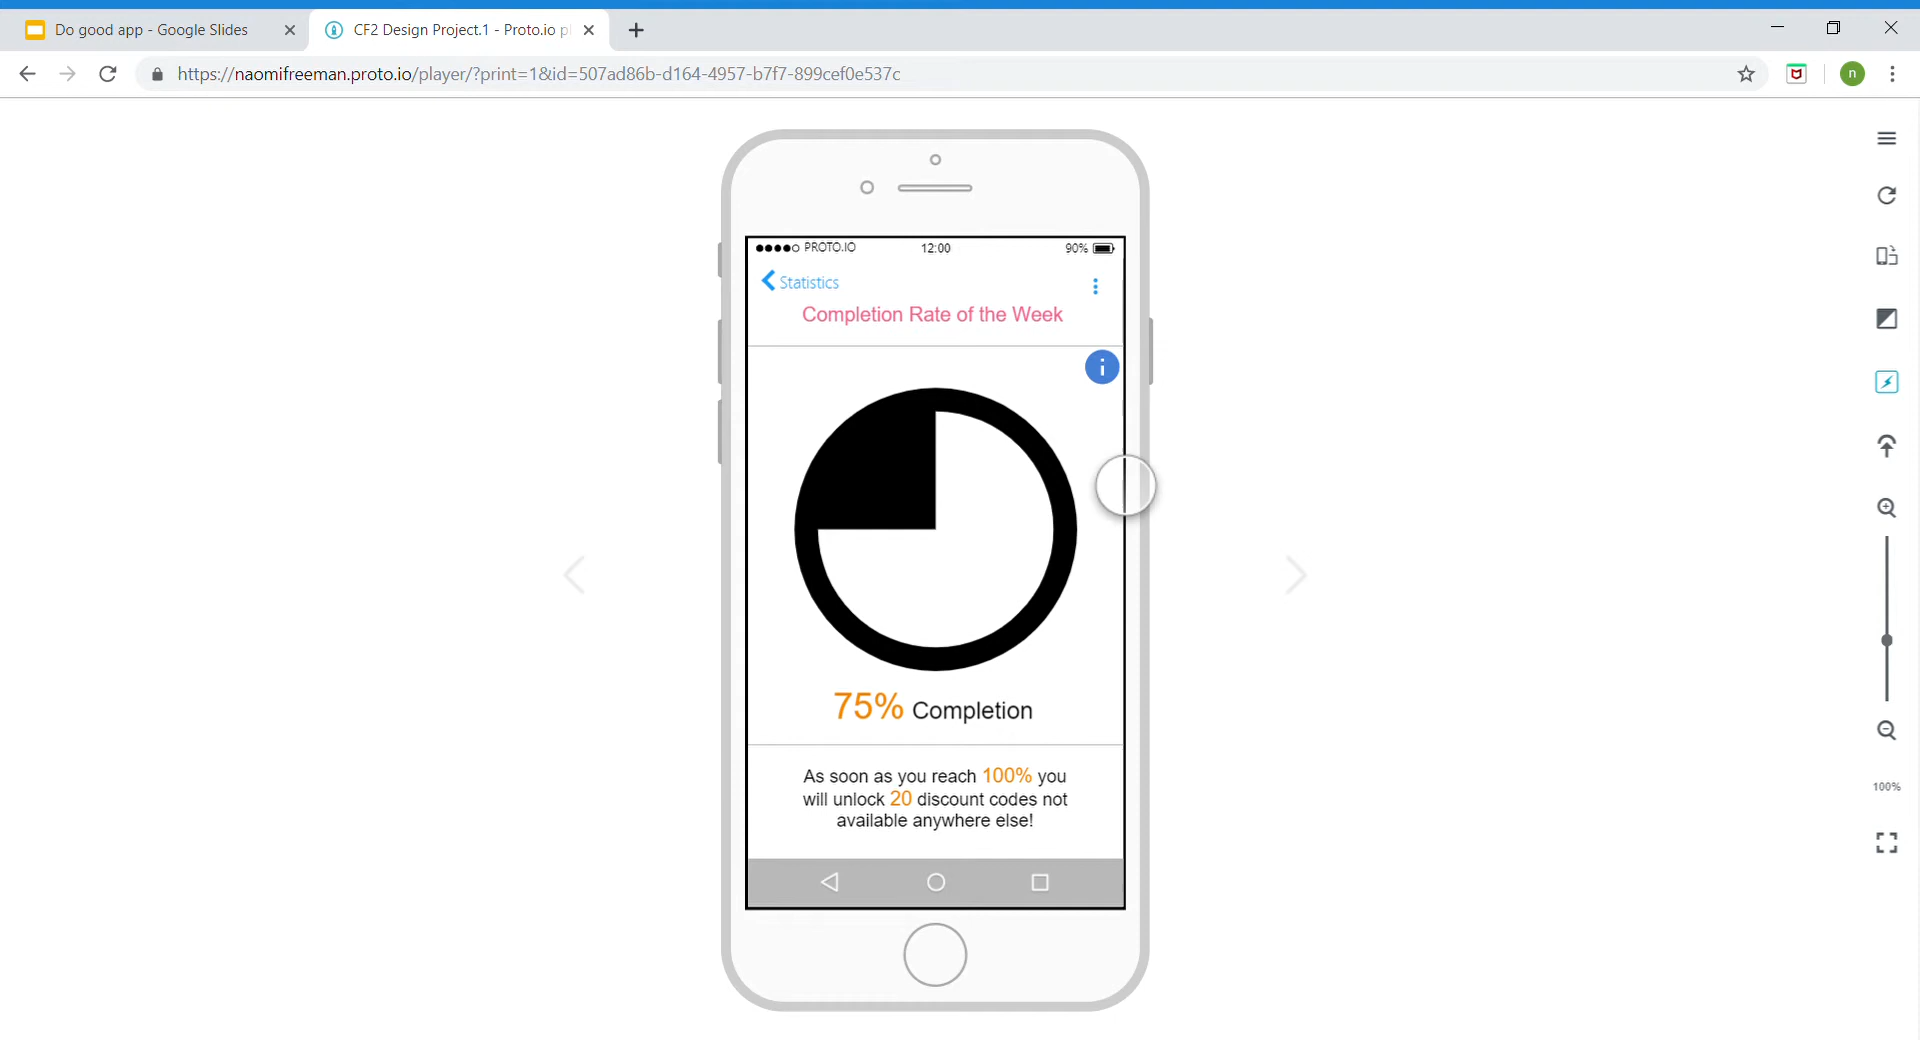 Do good app - Google Slides
CF2 Design Project.1 - Proto.io pl
https://naomifreeman.proto.io/player/?print=1&id=507ad86b-d164-4957-b7f7-899cef0e537c
n
PROTO.IO 12:00 90%
Statistics
Completion Rate of the Week
i
75% Completion
As soon as you reach 100% you
will unlock 20 discount codes not
available anywhere else!
100%